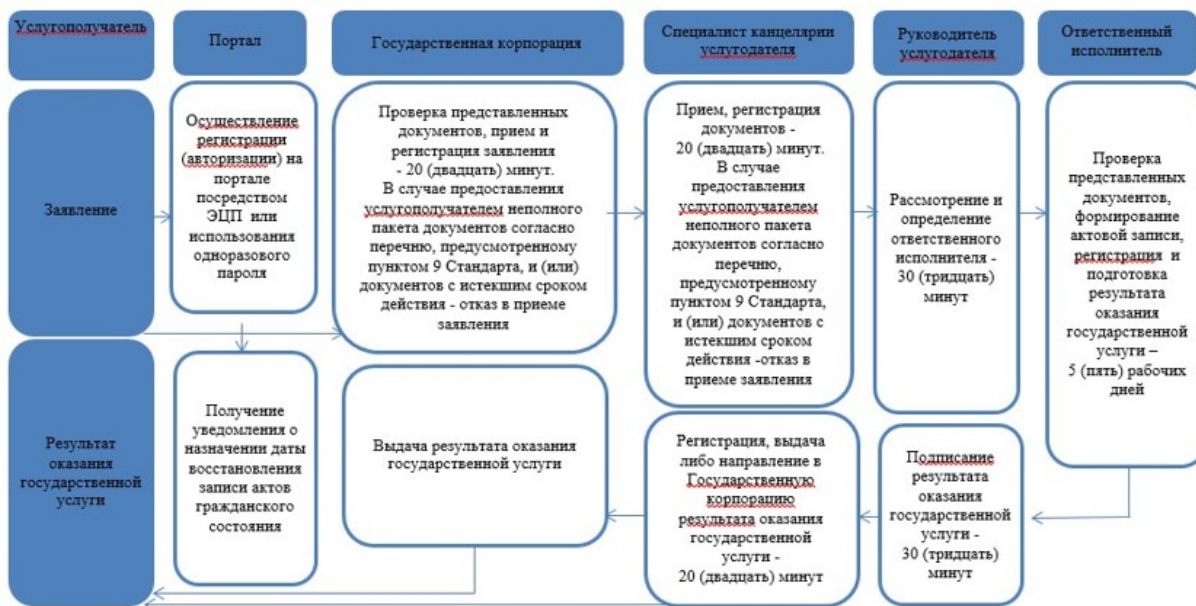 Услугополучатель
Портал
Государственная корпорация
Специалист канцелярии
услугодателя
Руководитель
услугодателя
Ответственный
исполнитель
Заявление
Осуществление
регистрации
(авторизации) на
портале
посредством
ЭЦП или
использования
одноразового
пароля
Проверка представленных
документов, прием и
регистрация заявления
- 20 (двадцать) минут.
В случае предоставления
услугополучателем неполного
пакета документов согласно
перечню, предусмотренному
пунктом 9 Стандарта, и (или)
документов с истекшим сроком
действия - отказ в приеме
заявления
Прием, регистрация
документов -
20 (двадцать) минут.
В случае
предоставления
услугополучателем
неполного пакета
документов согласно
перечню,
предусмотренному
пунктом 9 Стандарта,
и (или) документов с
истекшим сроком
действия -отказ в
приеме заявления
Рассмотрение и
определение
ответственного
исполнителя -
30 (тридцать)
минут
Проверка
представленных
документов,
формирование
актовой записи,
регистрация и
подготовка
результата
оказания
государственной
услуги –
5 (пять) рабочих
дней
Результат
оказания
государственной
услуги
Получение
уведомления о
назначении даты
восстановления
записи актов
гражданского
состояния
Выдача результата оказания
государственной услуги
Регистрация, выдача
либо направление в
Государственную
корпорацию
результата оказания
государственной
услуги -
20 (двадцать) минут
Подписание
результата
оказания
государственной
услуги -
30 (тридцать)
минут